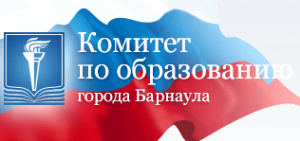 Комитет
по образованию
города Барнаула